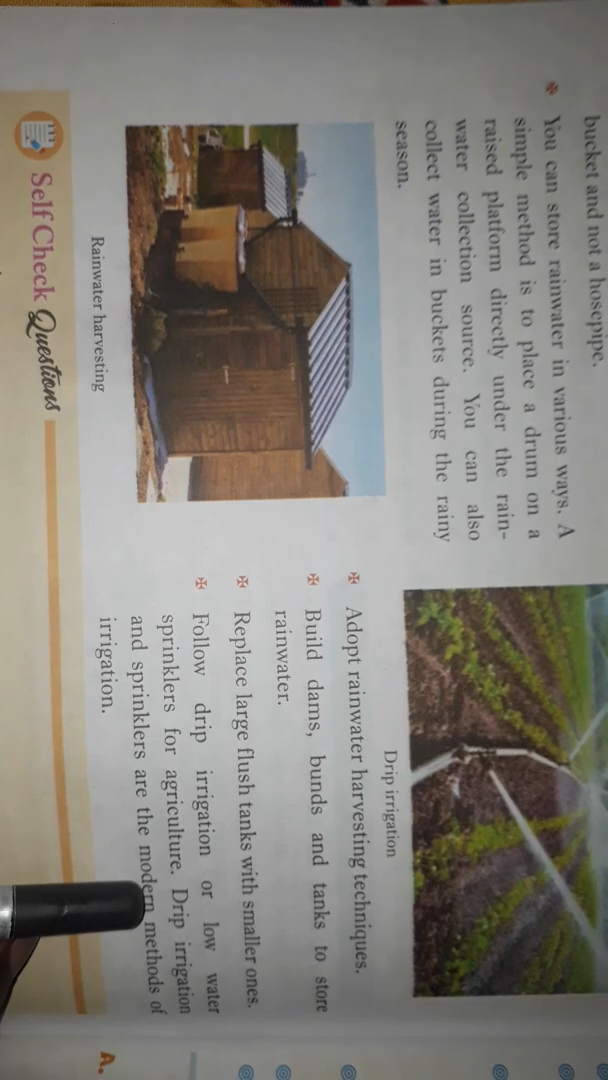 bucket and not a hosepipe.
✠ You can store rainwater in various ways. A
simple method is to place a drum on a
raised platform directly under the rain-
water collection source. You can also
collect water in buckets during the rainy
season.
Rainwater harvesting
Drip irrigation
✠ Adopt rainwater harvesting techniques.
✠ Build dams, bunds and tanks to store
rainwater.
✠ Replace large flush tanks with smaller ones.
✠ Follow drip irrigation or low water
sprinklers for agriculture. Drip irrigation
and sprinklers are the modern methods of
irrigation.
Self Check Questions
A.